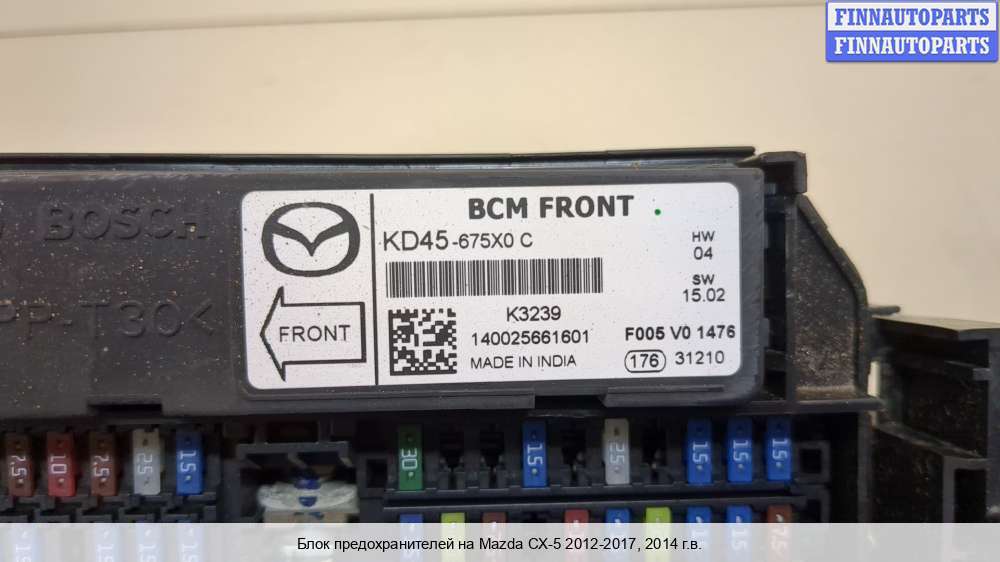 FINNAUTOPARTS
FINNAUTOPARTS
BOSCH
PP-T30<
BCM FRONT
KD45-675X0 C
HW
04
SW
15.02
FRONT
K3239
140025661601
F005 V0 1476
MADE IN INDIA
176 31210
7.5 10 7.5 25 15 30 15 25 15 15 15
Блок предохранителей на Mazda CX-5 2012-2017, 2014 г.в.